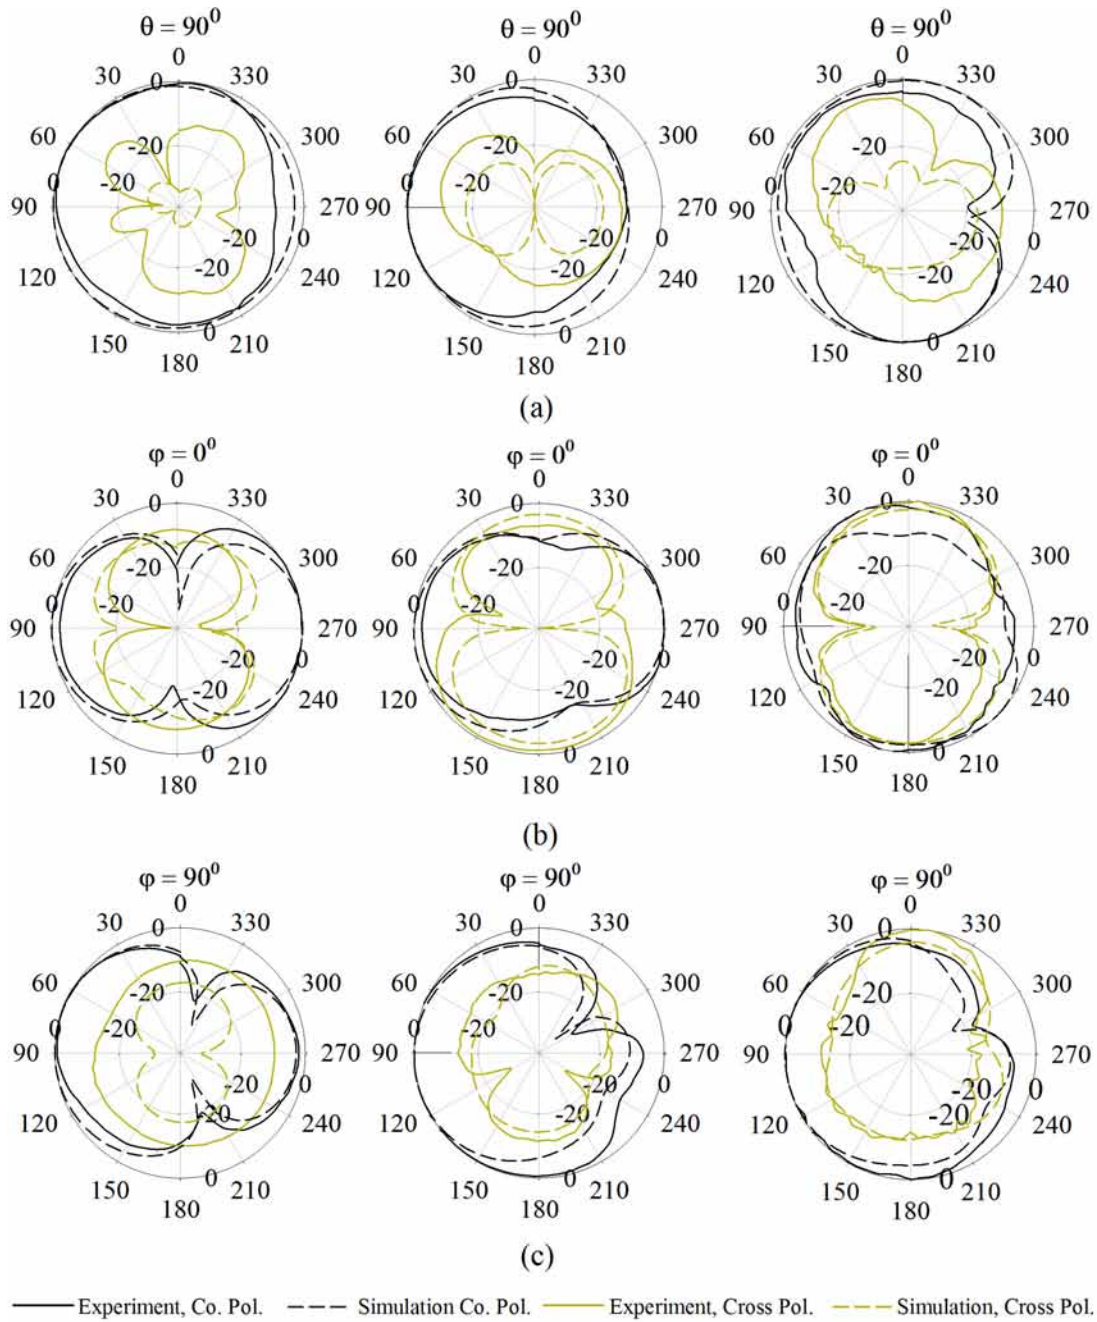 θ = 90⁰ θ = 90⁰ θ = 90⁰
0 0 0
30 0 330 30 0 330 30 0 330
60 -20 300 60 -20 300 60 -20 300
0 -20 0 -20 0 -20
90 270 90 270 90 270
-20 0 -20 0 -20 0
120 -20 240 120 -20 240 120 -20 240
150 0 210 150 0 210 150 0 210
180 180 180
(a)
φ = 0⁰ φ = 0⁰ φ = 0⁰
0 0 0
30 0 330 30 0 330 30 0 330
60 -20 300 60 -20 300 60 -20 300
0 -20 0 -20 0 -20
90 270 90 270 90 270
-20 0 -20 0 -20 0
120 -20 240 120 -20 240 120 -20 240
150 0 210 150 0 210 150 0 210
180 180 180
(b)
φ = 90⁰ φ = 90⁰ φ = 90⁰
0 0 0
30 0 330 30 0 330 30 0 330
60 -20 300 60 -20 300 60 -20 300
0 -20 0 -20 0 -20
90 270 90 270 90 270
-20 0 -20 0 -20 0
120 -20 240 120 -20 240 120 -20 240
150 0 210 150 0 210 150 0 210
180 180 180
(c)
Experiment, Co. Pol. Simulation Co. Pol. Experiment, Cross Pol. Simulation, Cross Pol.